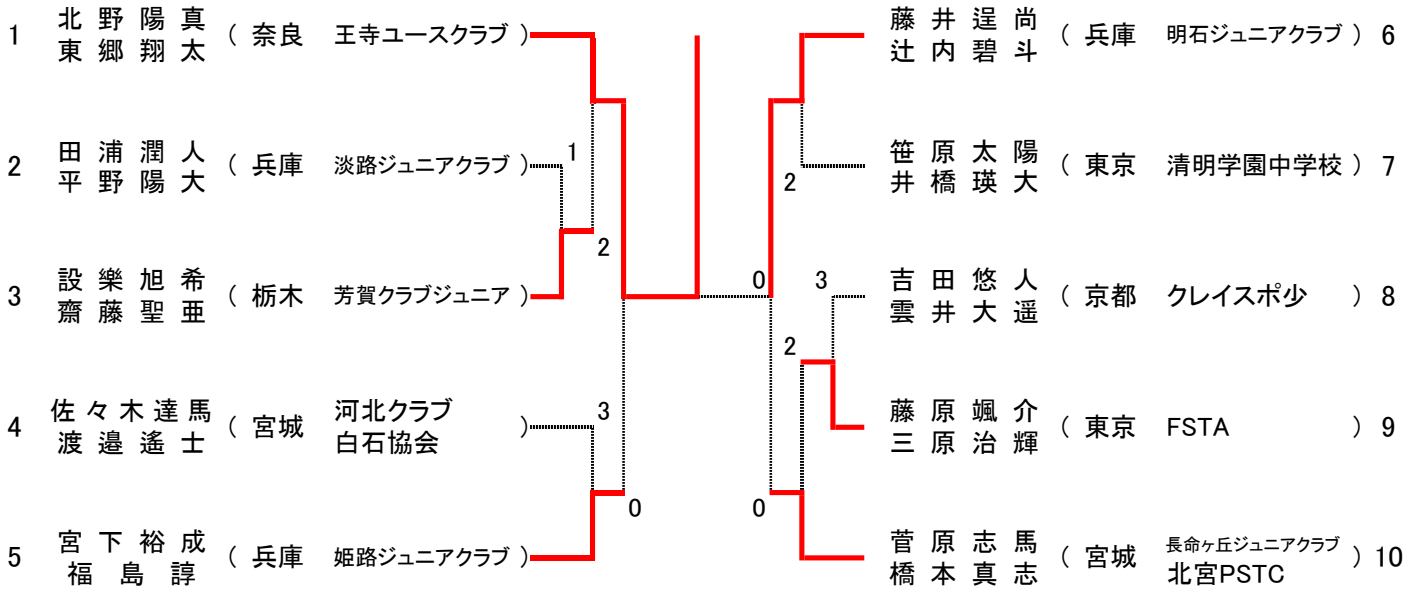 1 北野陽真 東郷翔太 ( 奈良 王寺ユースクラブ )
2 田浦潤人 平野陽大 ( 兵庫 淡路ジュニアクラブ )
3 設樂旭希 齋藤聖亜 ( 栃木 芳賀クラブジュニア )
4 佐々木達馬 渡邉遙士 ( 宮城 河北クラブ 白石協会 )
5 宮下裕成 福島諄 ( 兵庫 姫路ジュニアクラブ )
1
2
3
0
藤井逞尚 辻内碧斗 ( 兵庫 明石ジュニアクラブ ) 6
笹原太陽 井橋瑛大 ( 東京 清明学園中学校 ) 7
吉田悠人 雲井大遥 ( 京都 クレイスポ少 ) 8
藤原颯介 三原治輝 ( 東京 FSTA ) 9
菅原志馬 橋本真志 ( 宮城 長命ヶ丘ジュニアクラブ 北宮PSTC ) 10
2
0
3
2
0